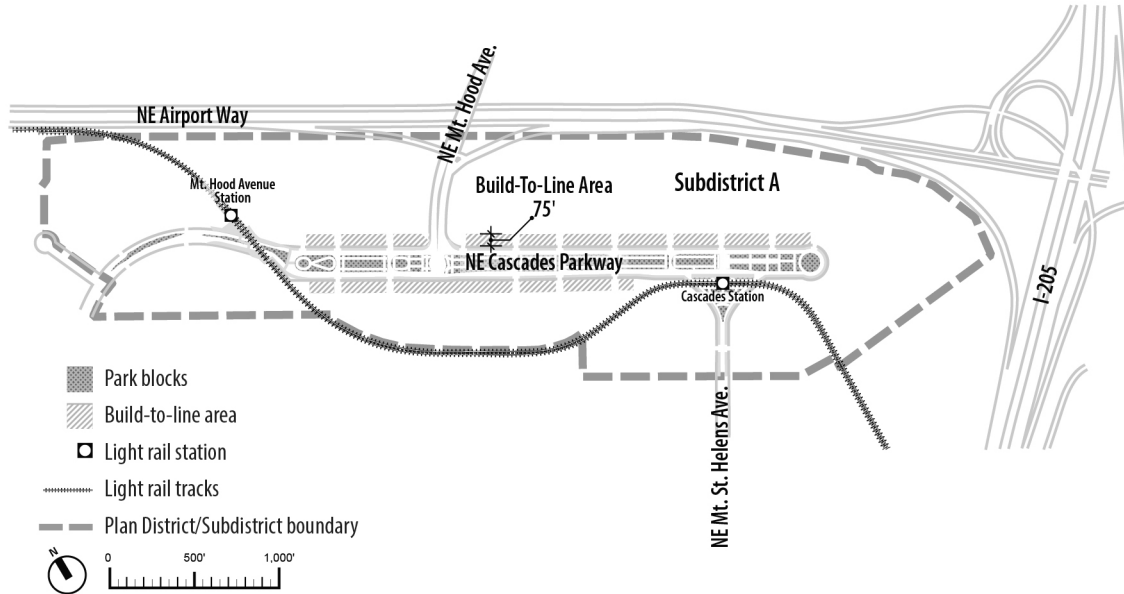 NE Mt. Hood Ave.
NE Airport Way
Mt. Hood Avenue
Station
Build-To-Line Area
75'
Subdistrict A
NE Cascades Parkway
Cascades Station
I-205
NE Mt. St. Helens Ave.
Park blocks
Build-to-line area
Light rail station
Light rail tracks
Plan District/Subdistrict boundary
N
0 500' 1,000'